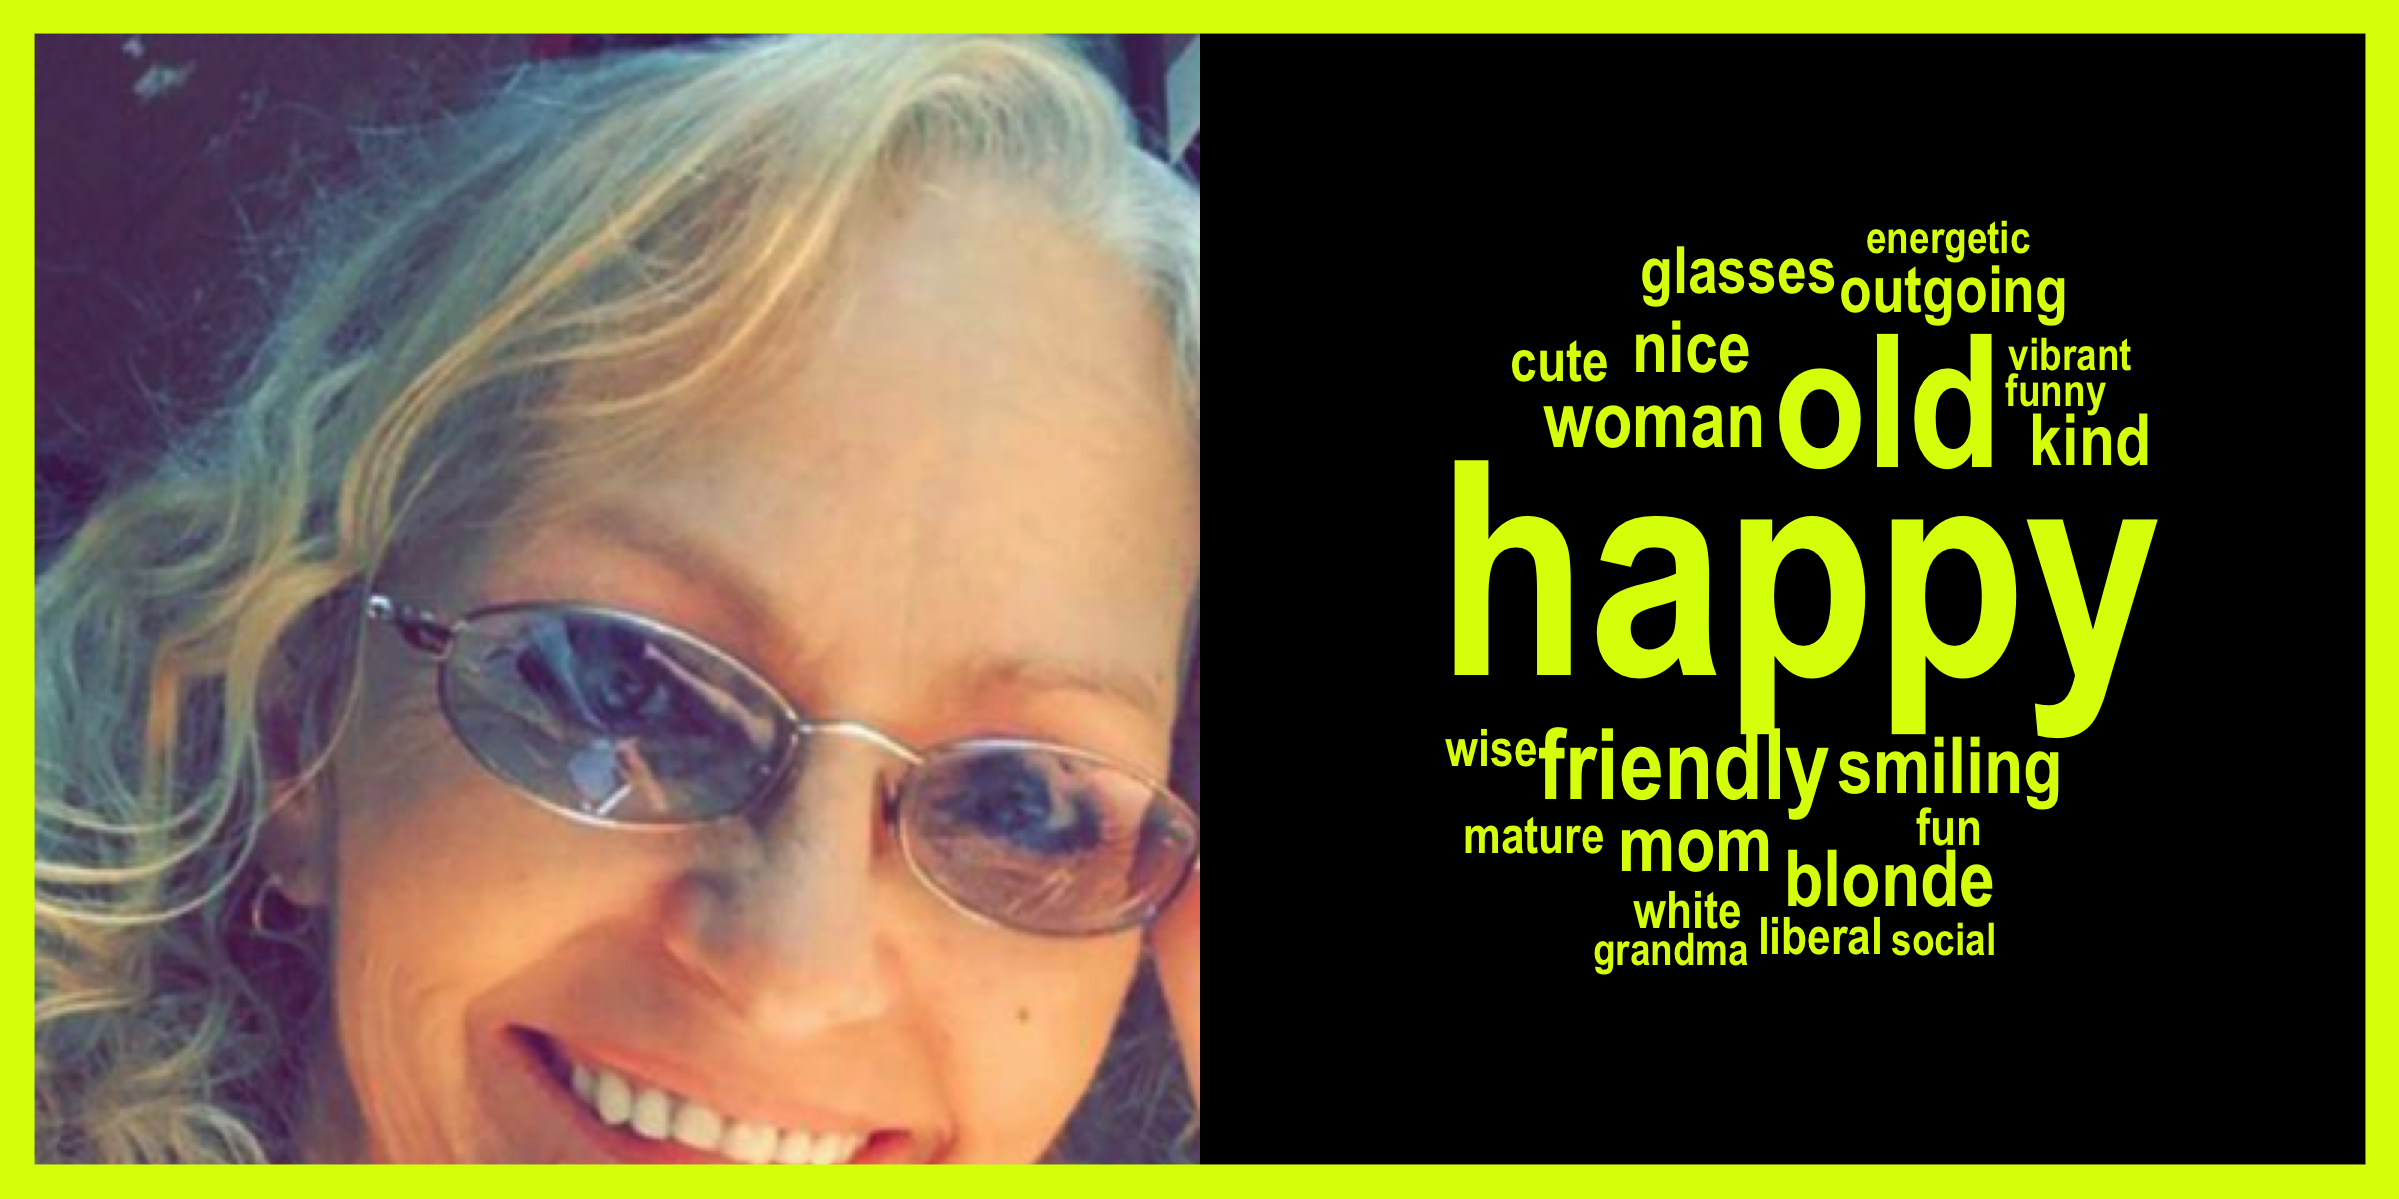 energetic
glasses outgoing
cute nice old vibrant
funny
woman kind
happy
wise friendly smiling
mature mom fun
blonde
white
grandma liberal social